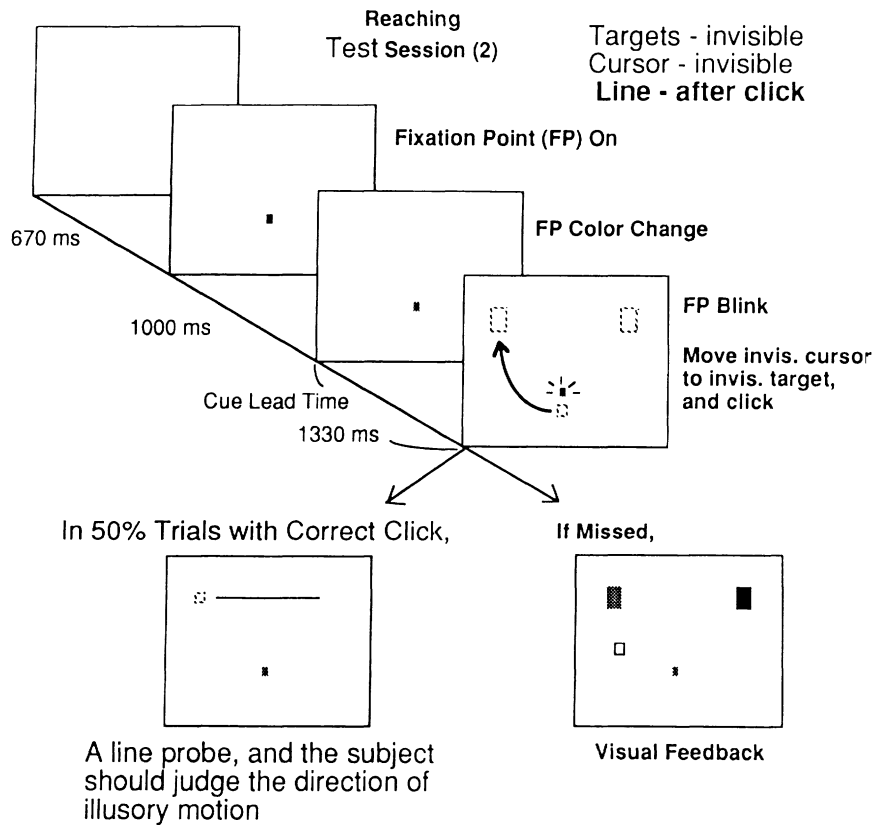 Reaching
Test Session (2)
Targets - invisible
Cursor - invisible
Line - after click
Fixation Point (FP) On
670 ms
FP Color Change
1000 ms
FP Blink
Move invis. cursor
to invis. target,
and click
Cue Lead Time
1330 ms
In 50% Trials with Correct Click,
If Missed,
A line probe, and the subject
should judge the direction of
illusory motion
Visual Feedback